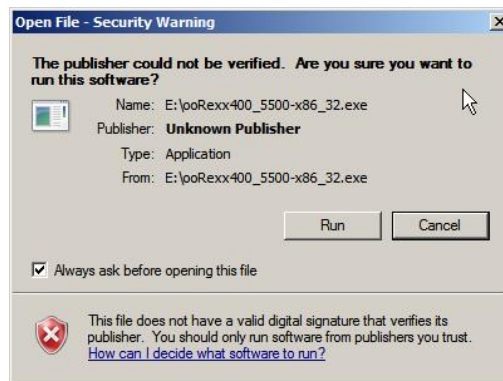 Open File - Security Warning
The publisher could not be verified.  Are you sure you want to
run this software?
Name: E:\ooRexx400_5500-x86_32.exe
Publisher: Unknown Publisher
Type: Application
From: E:\ooRexx400_5500-x86_32.exe
Run Cancel
Always ask before opening this file
This file does not have a valid digital signature that verifies its
publisher.  You should only run software from publishers you trust.
How can I decide what software to run?